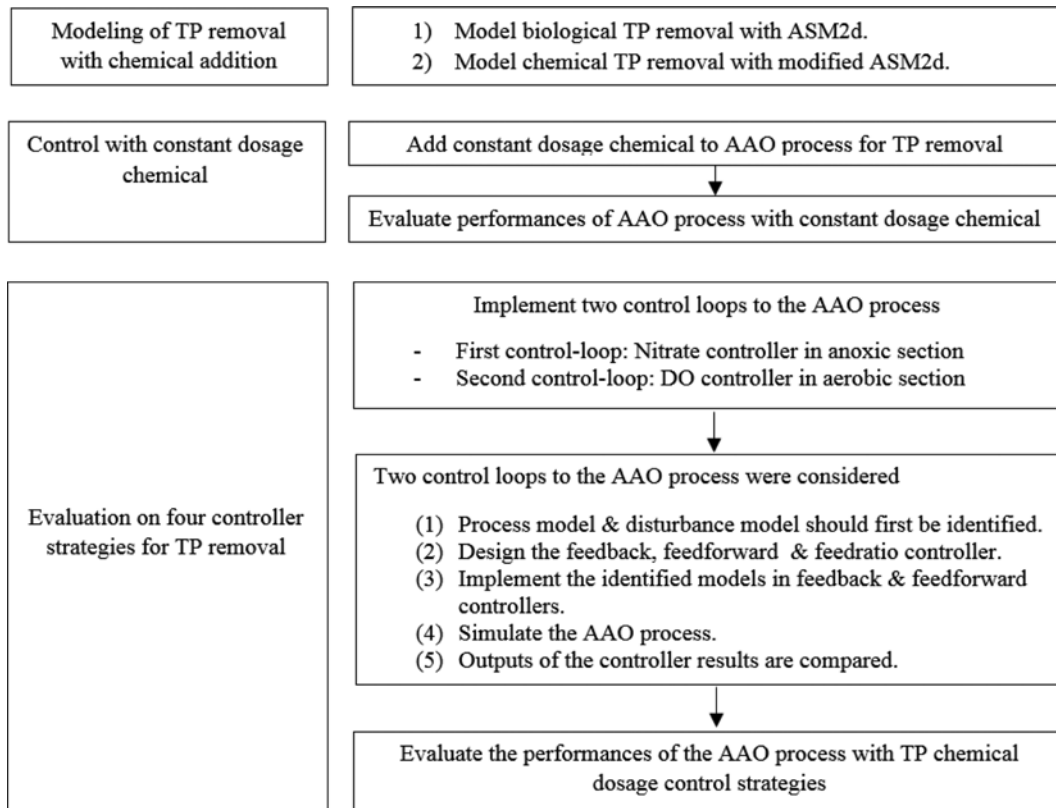 Modeling of TP removal
with chemical addition
1) Model biological TP removal with ASM2d.
2) Model chemical TP removal with modified ASM2d.
Control with constant dosage
chemical
Add constant dosage chemical to AAO process for TP removal
Evaluate performances of AAO process with constant dosage chemical
Evaluation on four controller
strategies for TP removal
Implement two control loops to the AAO process
- First control-loop: Nitrate controller in anoxic section
- Second control-loop: DO controller in aerobic section
Two control loops to the AAO process were considered
(1) Process model & disturbance model should first be identified.
(2) Design the feedback, feedforward & feedratio controller.
(3) Implement the identified models in feedback & feedforward
controllers.
(4) Simulate the AAO process.
(5) Outputs of the controller results are compared.
Evaluate the performances of the AAO process with TP chemical
dosage control strategies